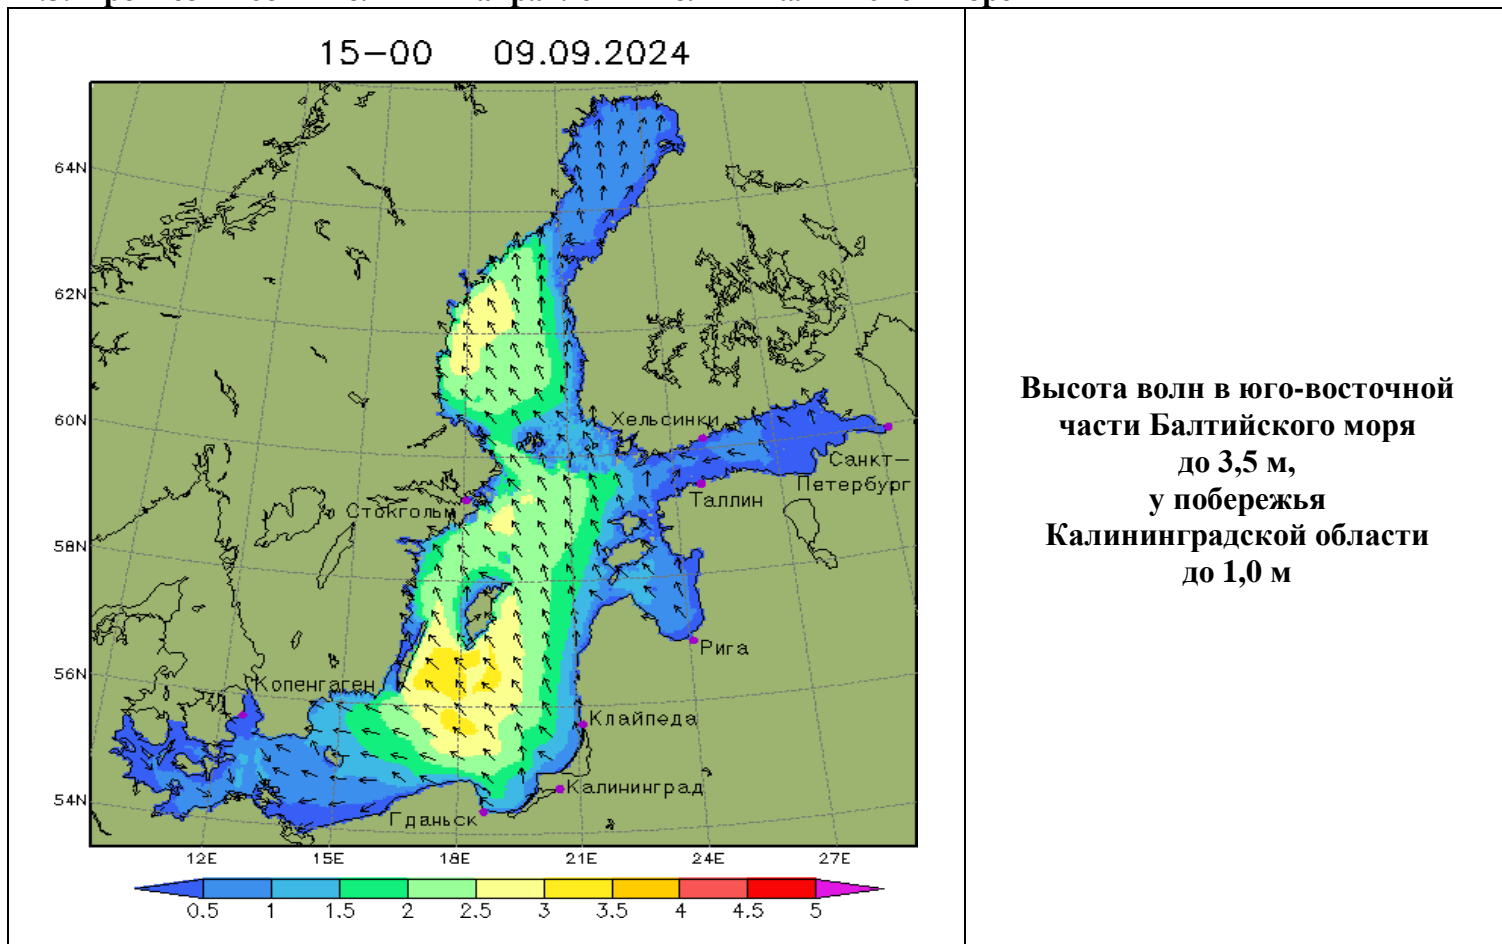 15-00 09.09.2024
64N
62N
60N
58N
56N
54N
Хельсинки
Санкт-
Петербург
Таллин
Стокгольм
Рига
Копенгаген
Клайпеда
Калининград
Гданьск
12E 15E 18E 21E 24E 27E
0.5 1 1.5 2 2.5 3 3.5 4 4.5 5
Высота волн в юго-восточной
части Балтийского моря
до 3,5 м,
у побережья
Калининградской области
до 1,0 м